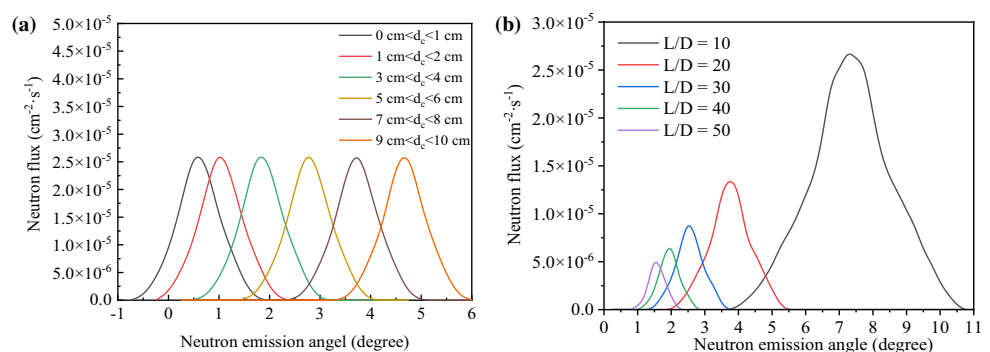 (a)
5.0×10⁻⁵
4.5×10⁻⁵
4.0×10⁻⁵
3.5×10⁻⁵
3.0×10⁻⁵
2.5×10⁻⁵
2.0×10⁻⁵
1.5×10⁻⁵
1.0×10⁻⁵
5.0×10⁻⁶
0.0
Neutron flux (cm⁻²·s⁻¹)
0 cm<d_c<1 cm
1 cm<d_c<2 cm
3 cm<d_c<4 cm
5 cm<d_c<6 cm
7 cm<d_c<8 cm
9 cm<d_c<10 cm
-1 0 1 2 3 4 5 6
Neutron emission angel (degree)
(b)
3.0×10⁻⁵
2.5×10⁻⁵
2.0×10⁻⁵
1.5×10⁻⁵
1.0×10⁻⁵
5.0×10⁻⁶
0.0
Neutron flux (cm⁻²·s⁻¹)
L/D = 10
L/D = 20
L/D = 30
L/D = 40
L/D = 50
0 1 2 3 4 5 6 7 8 9 10 11
Neutron emission angle (degree)